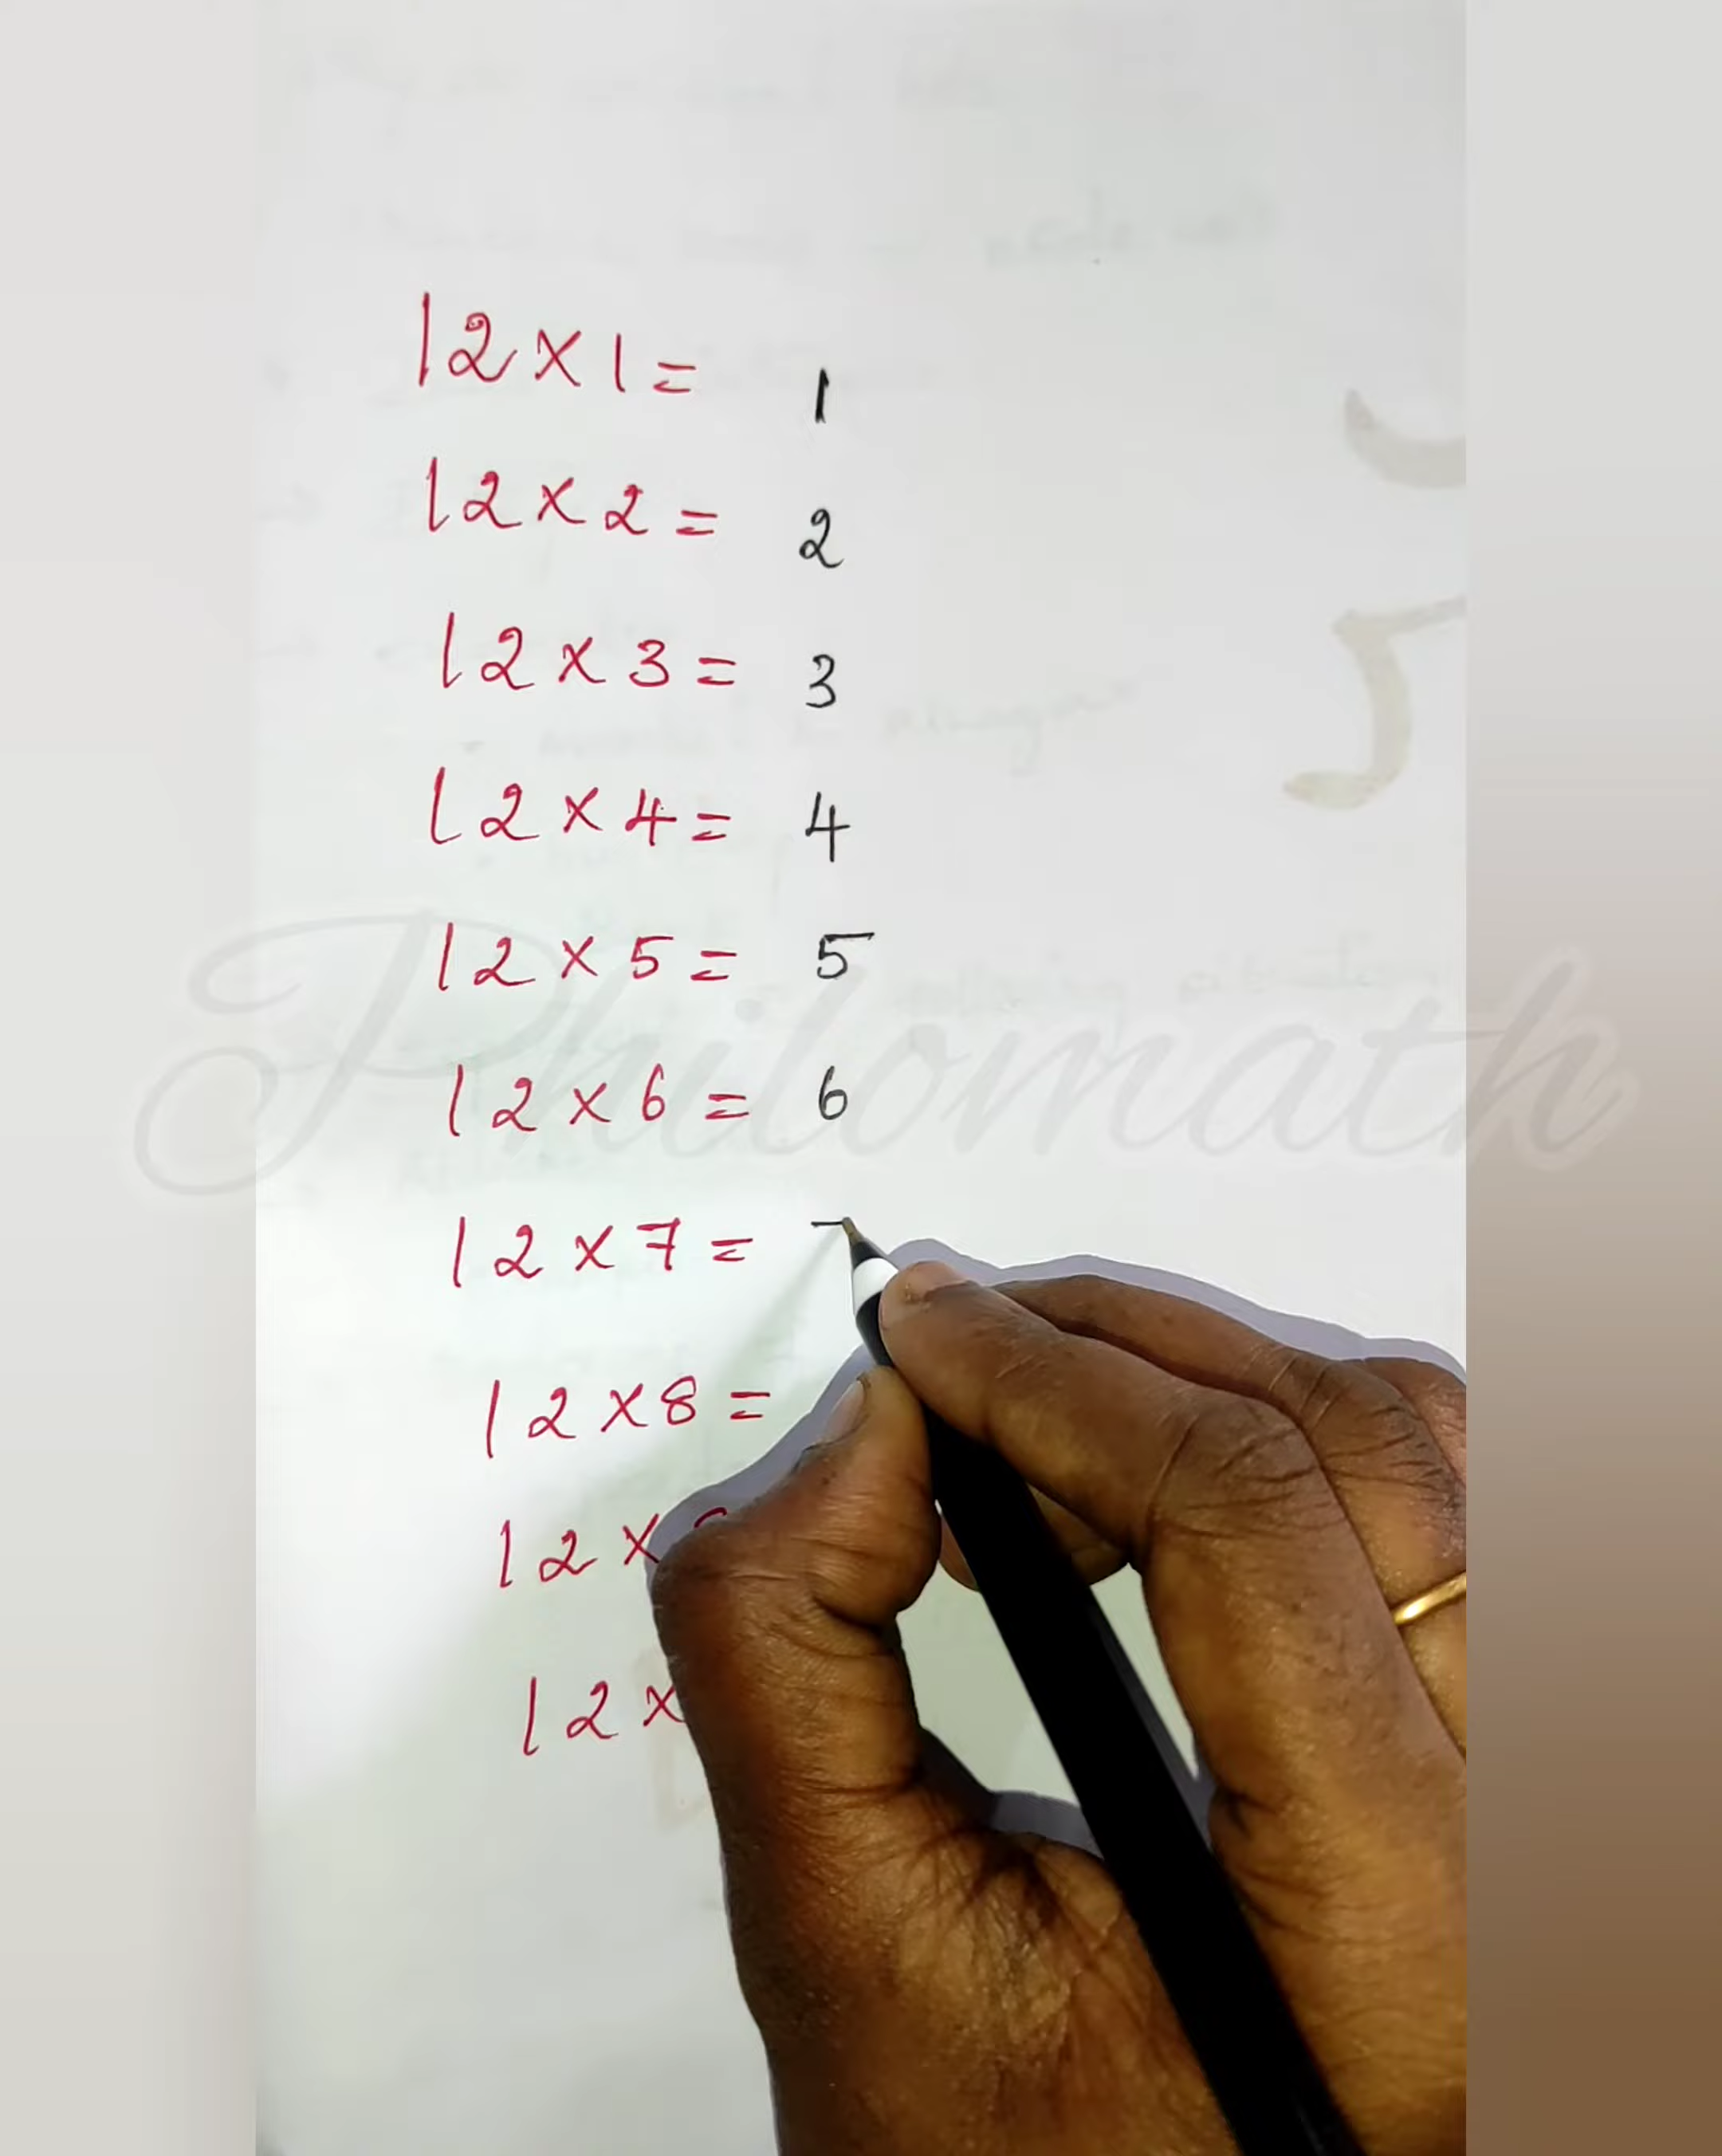 12 × 1 = 1
12 × 2 = 2
12 × 3 = 3
12 × 4 = 4
12 × 5 = 5
12 × 6 = 6
12 × 7 =
12 × 8 =
12 ×
12 ×
Philomath